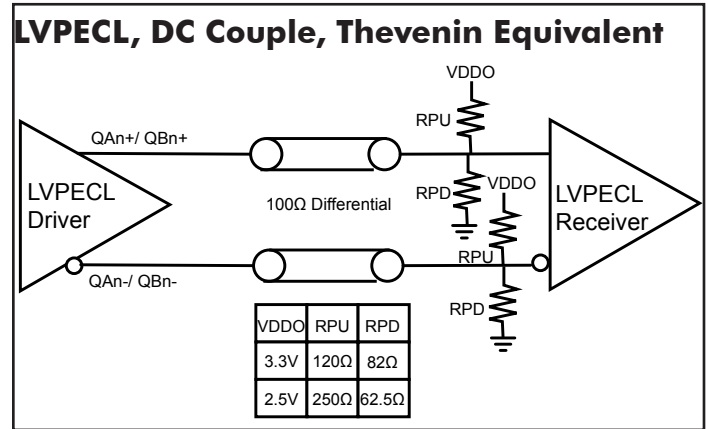 LVPECL, DC Couple, Thevenin Equivalent
VDDO
RPU
QAn+/ QBn+
LVPECL
Driver
100Ω Differential
RPD
VDDO
LVPECL
Receiver
RPU
QAn-/ QBn-
RPD
VDDO RPU RPD
3.3V 120Ω 82Ω
2.5V 250Ω 62.5Ω